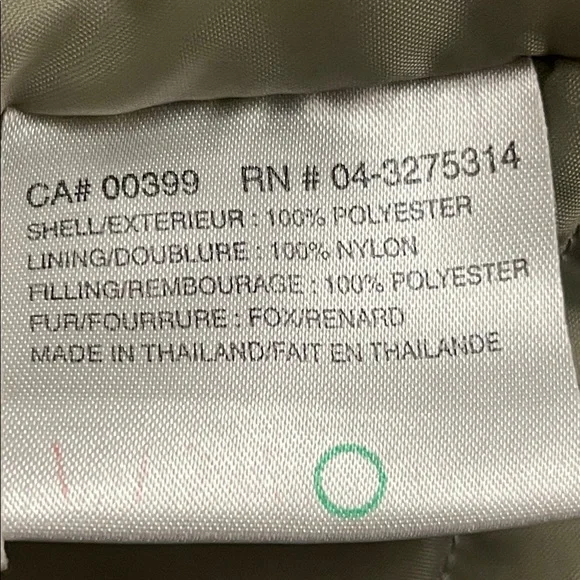 CA# 00399 RN # 04-3275314
SHELL/EXTERIEUR : 100% POLYESTER
LINING/DOUBLURE : 100% NYLON
FILLING/REMBOURAGE : 100% POLYESTER
FUR/FOURRURE : FOX/RENARD
MADE IN THAILAND/FAIT EN THAILANDE